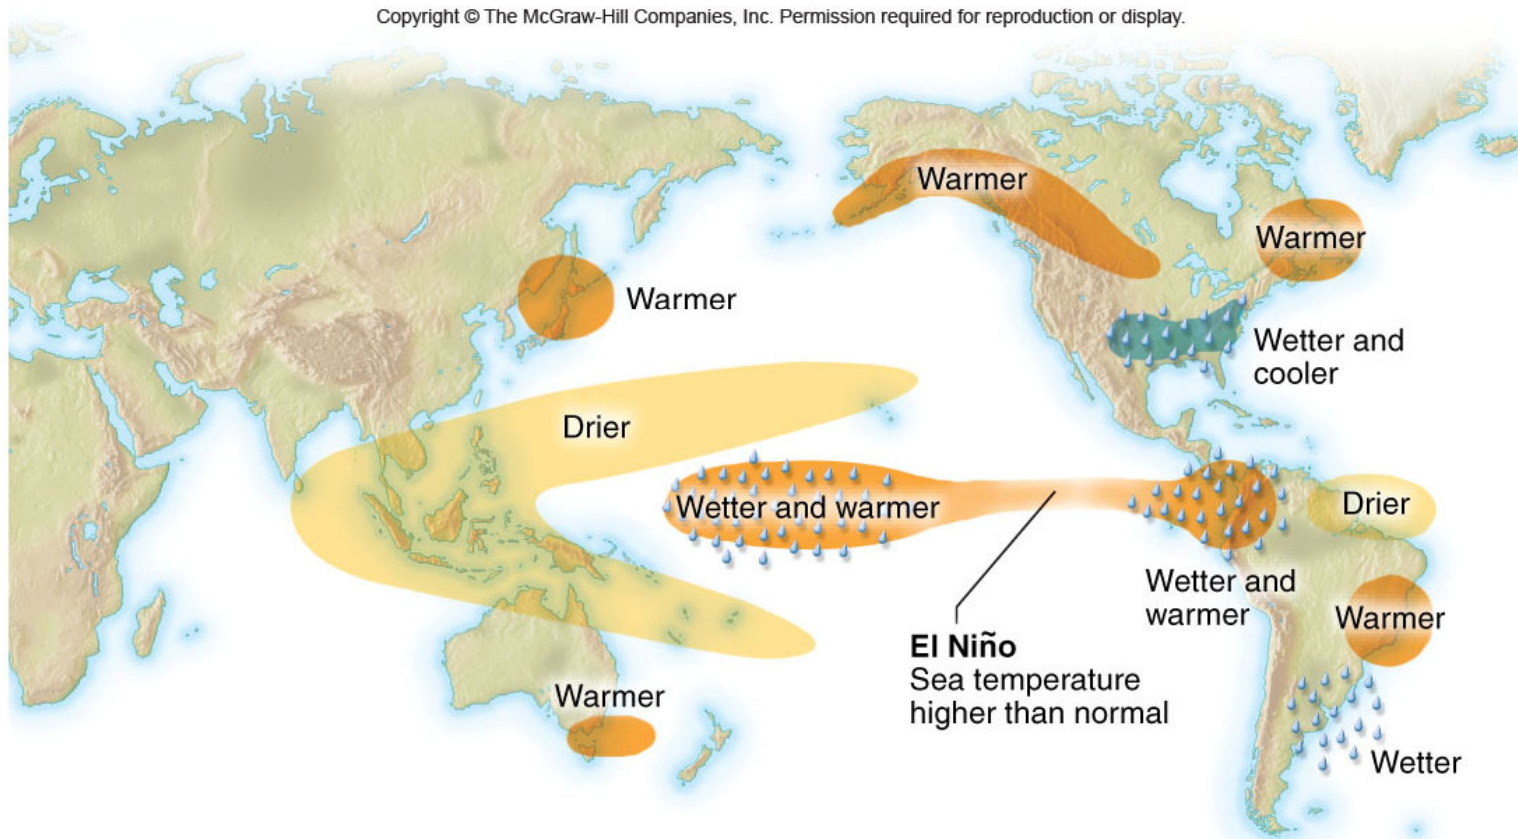 Copyright © The McGraw-Hill Companies, Inc. Permission required for reproduction or display.
Warmer
Warmer
Warmer
Wetter and
cooler
Drier
Wetter and warmer
Drier
Wetter and
warmer
Warmer
El Niño
Sea temperature
higher than normal
Warmer
Wetter